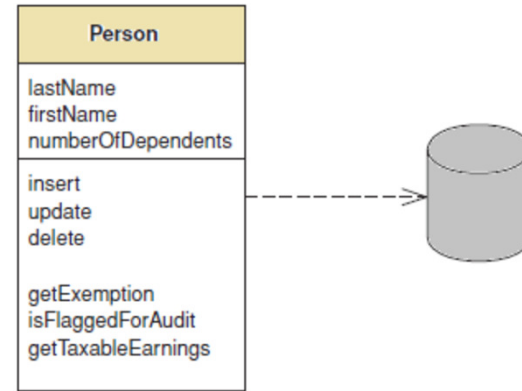 Person
lastName
firstName
numberOfDependents
insert
update
delete
getExemption
isFlaggedForAudit
getTaxableEarnings